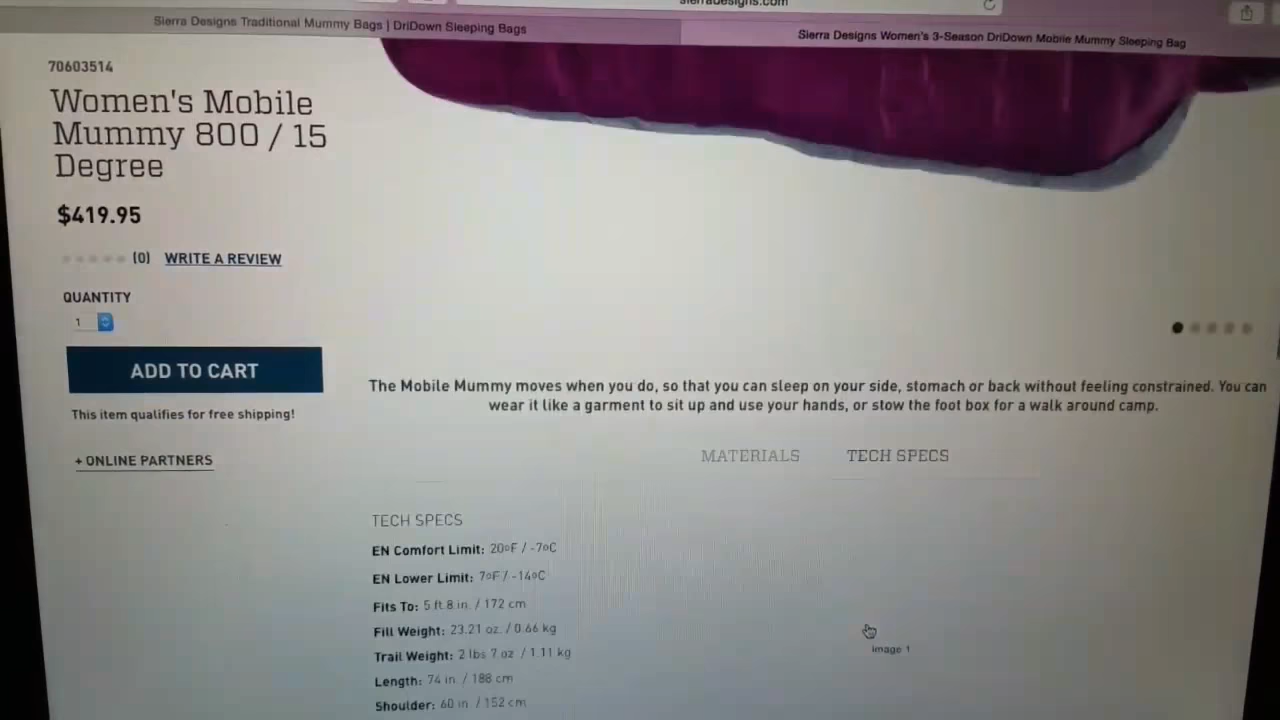 sierradesigns.com
Sierra Designs Traditional Mummy Bags | DriDown Sleeping Bags
Sierra Designs Women's 3-Season DriDown Mobile Mummy Sleeping Bag
70603514
Women's Mobile
Mummy 800 / 15
Degree
$419.95
(0) WRITE A REVIEW
QUANTITY
1
ADD TO CART
This item qualifies for free shipping!
+ ONLINE PARTNERS
The Mobile Mummy moves when you do, so that you can sleep on your side, stomach or back without feeling constrained. You can
wear it like a garment to sit up and use your hands, or stow the foot box for a walk around camp.
MATERIALS TECH SPECS
TECH SPECS
EN Comfort Limit: 20ºF / -7ºC
EN Lower Limit: 7ºF / -14ºC
Fits To: 5 ft 8 in. / 172 cm
Fill Weight: 23.21 oz. / 0.66 kg
Trail Weight: 2 lbs 7 oz / 1.11 kg
Length: 74 in. / 188 cm
Shoulder: 60 in / 152 cm
image 1